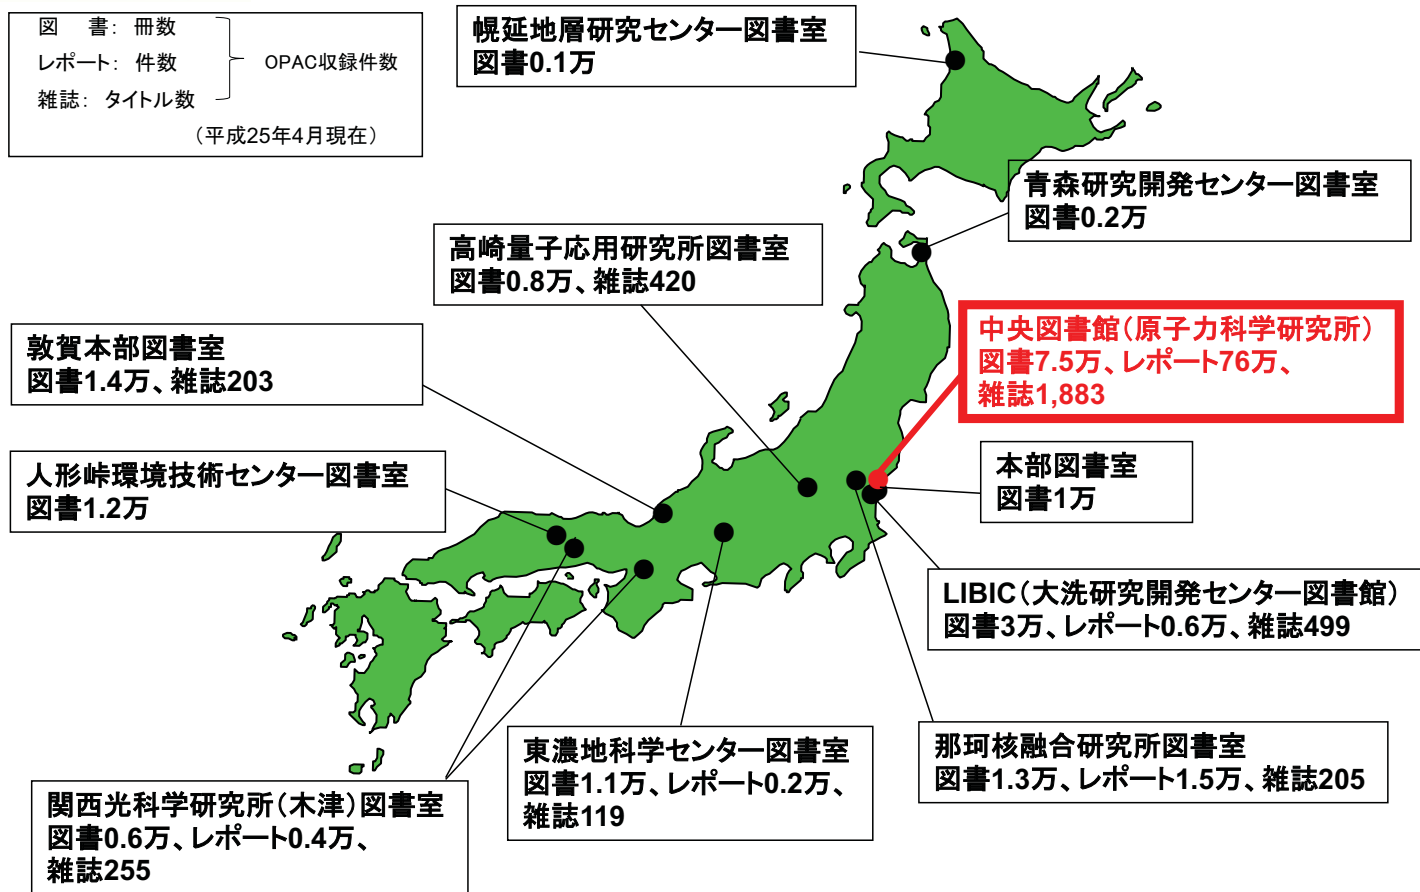 図　書： 冊数
レポート： 件数
雑誌： タイトル数
OPAC収録件数
（平成25年4月現在）
幌延地層研究センター図書室
図書0.1万
青森研究開発センター図書室
図書0.2万
高崎量子応用研究所図書室
図書0.8万、雑誌420
中央図書館（原子力科学研究所）
図書7.5万、レポート76万、
雑誌1,883
敦賀本部図書室
図書1.4万、雑誌203
人形峠環境技術センター図書室
図書1.2万
本部図書室
図書1万
LIBIC（大洗研究開発センター図書館）
図書3万、レポート0.6万、雑誌499
那珂核融合研究所図書室
図書1.3万、レポート1.5万、雑誌205
東濃地科学センター図書室
図書1.1万、レポート0.2万、
雑誌119
関西光科学研究所（木津）図書室
図書0.6万、レポート0.4万、
雑誌255